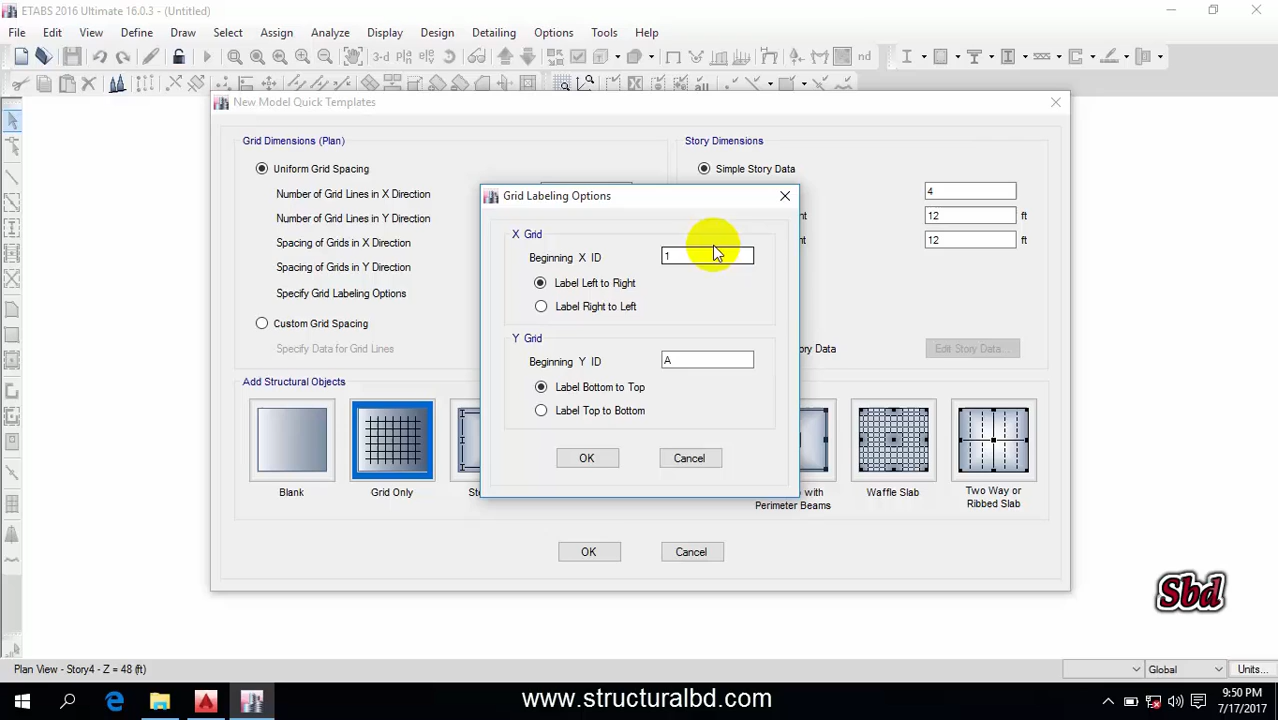 ETABS 2016 Ultimate 16.0.3 - (Untitled)
File Edit View Define Draw Select Assign Analyze Display Design Detailing Options Tools Help
3-d
nd
all
New Model Quick Templates
Grid Dimensions (Plan)
Story Dimensions
Uniform Grid Spacing
Simple Story Data
Number of Grid Lines in X Direction
4
Number of Grid Lines in Y Direction
12 ft
Spacing of Grids in X Direction
12 ft
Spacing of Grids in Y Direction
Specify Grid Labeling Options
Custom Grid Spacing
Specify Data for Grid Lines
Edit Story Data...
Grid Labeling Options
X Grid
Beginning X ID
1
Label Left to Right
Label Right to Left
Y Grid
Beginning Y ID
A
Label Bottom to Top
Label Top to Bottom
OK Cancel
Add Structural Objects
Blank
Grid Only
with
Perimeter Beams
Waffle Slab
Two Way or
Ribbed Slab
OK Cancel
Sbd
Plan View - Story4 - Z = 48 (ft)
Global
Units...
www.structuralbd.com
9:50 PM
7/17/2017